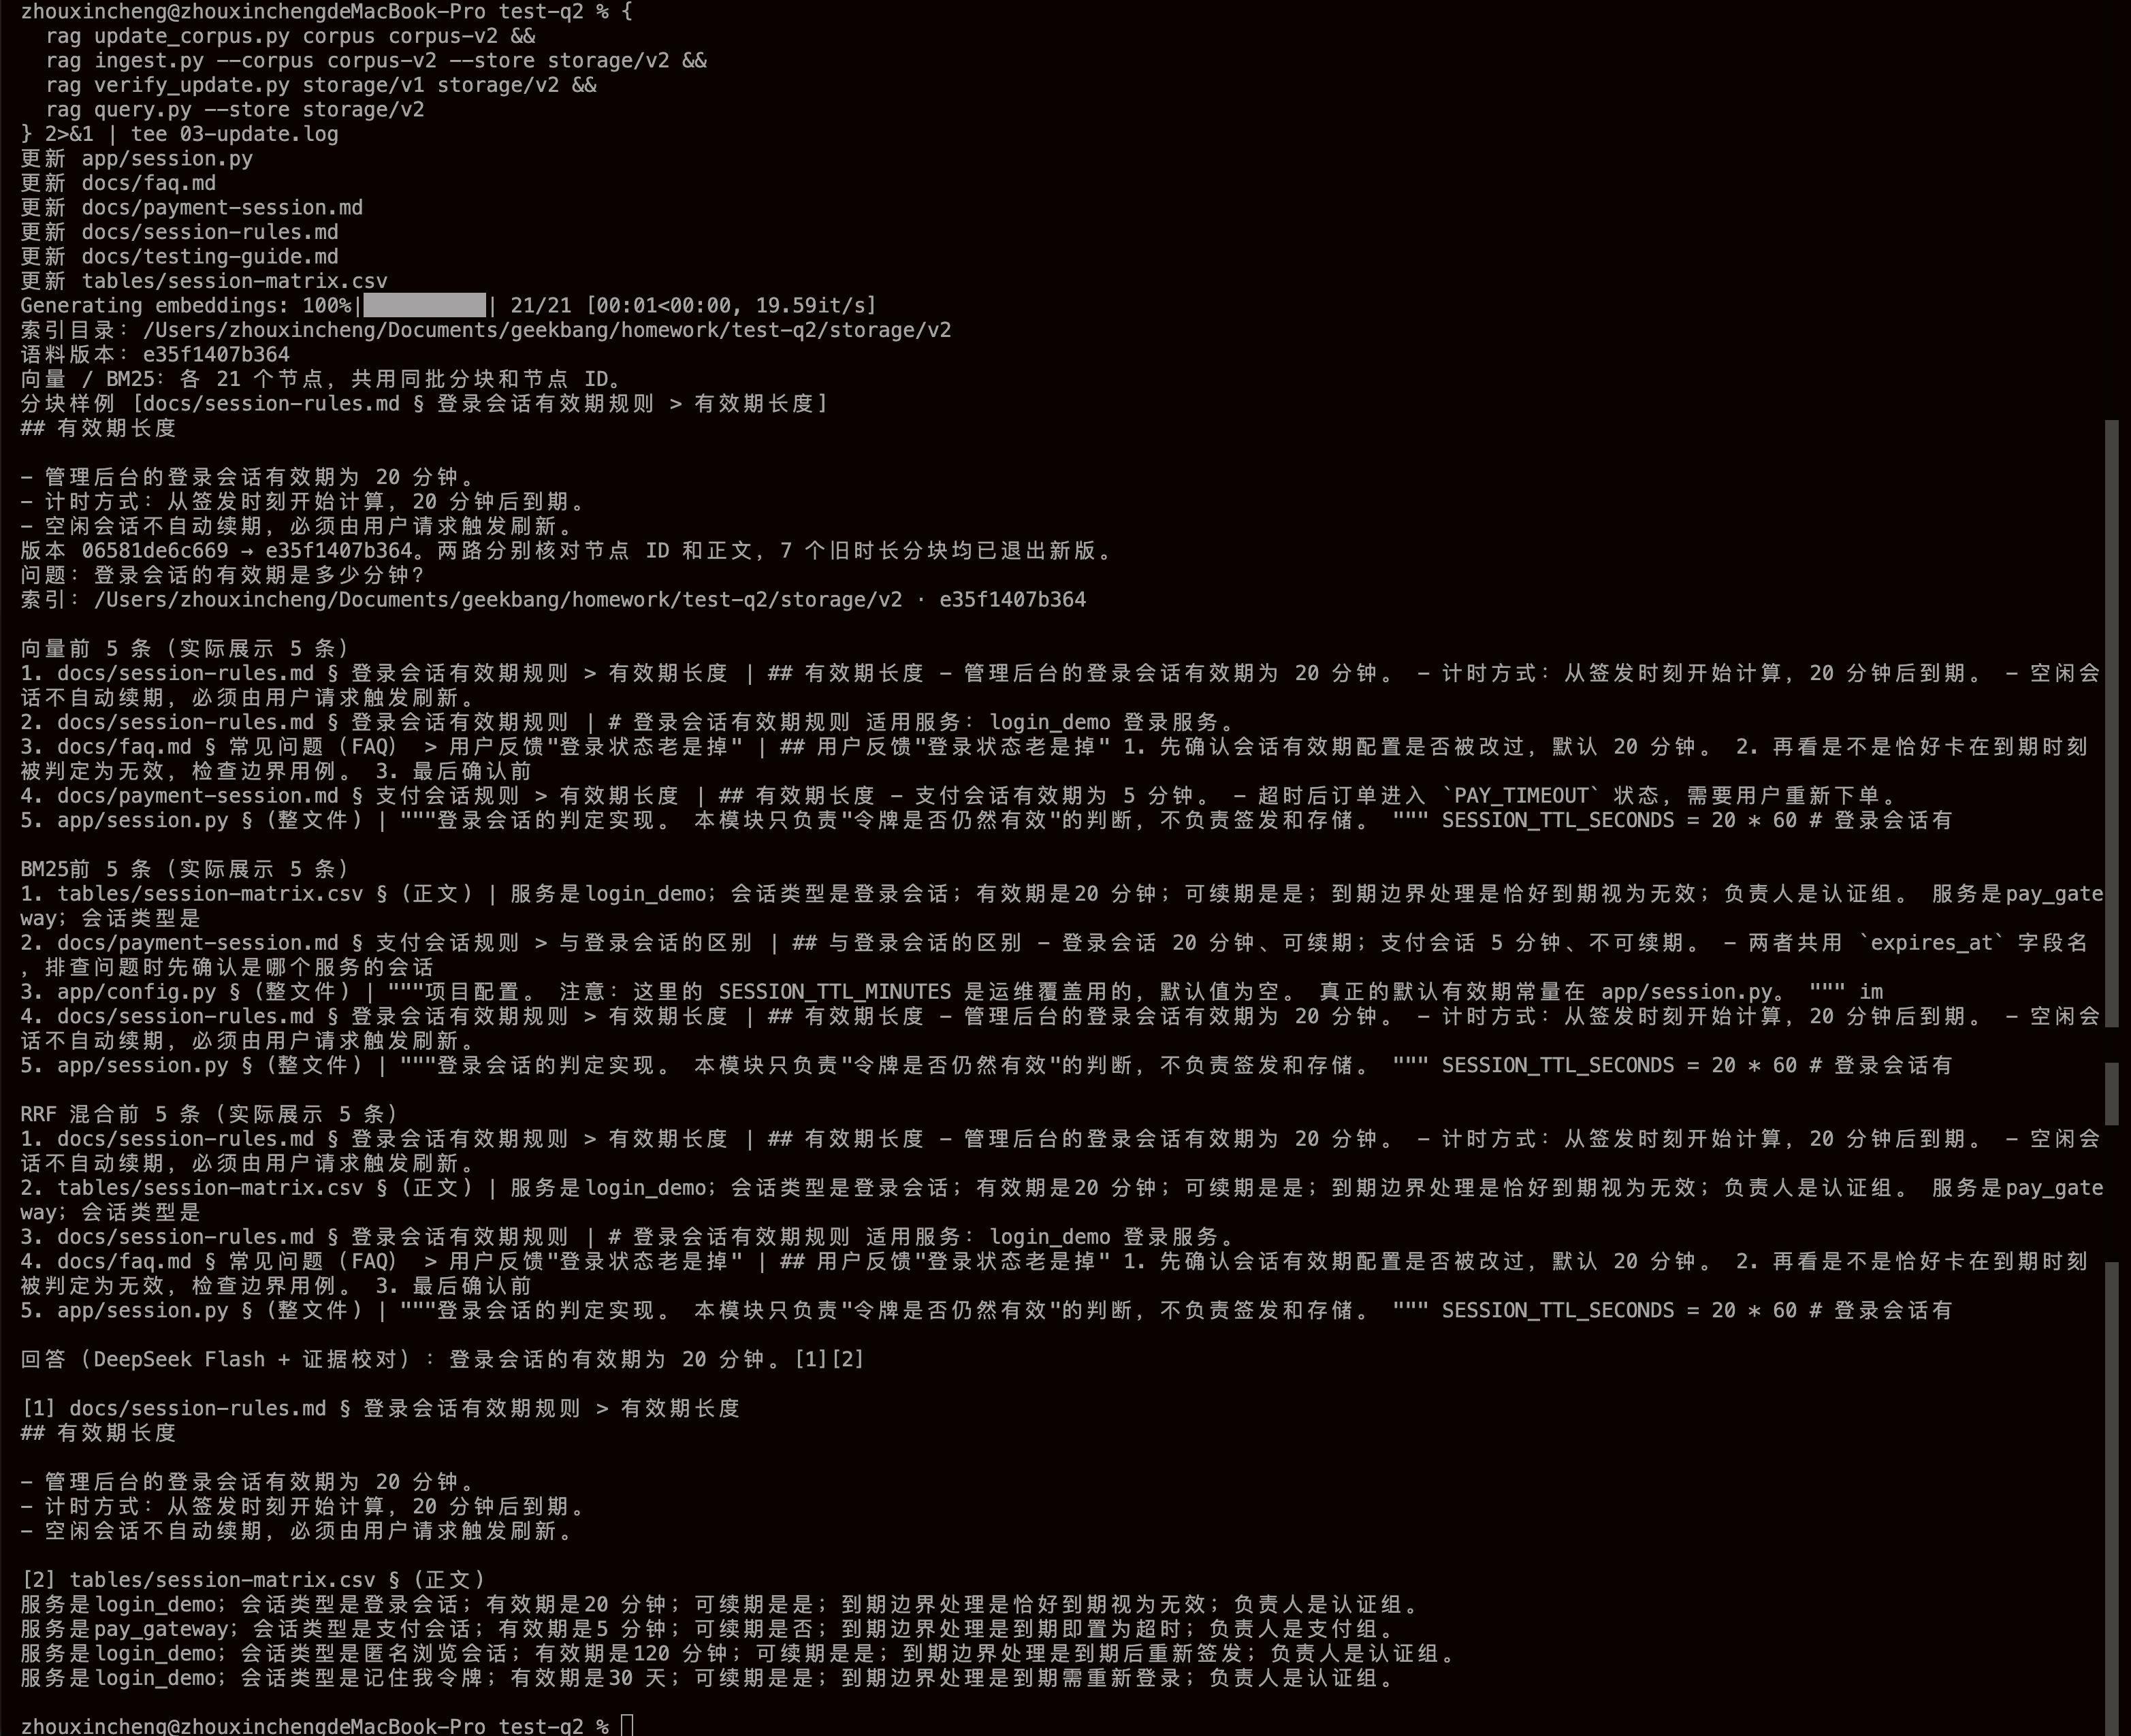 zhouxincheng@zhouxinchengdeMacBook-Pro test-q2 % {
  rag update_corpus.py corpus corpus-v2 &&
  rag ingest.py --corpus corpus-v2 --store storage/v2 &&
  rag verify_update.py storage/v1 storage/v2 &&
  rag query.py --store storage/v2
} 2>&1 | tee 03-update.log
更新 app/session.py
更新 docs/faq.md
更新 docs/payment-session.md
更新 docs/session-rules.md
更新 docs/testing-guide.md
更新 tables/session-matrix.csv
Generating embeddings: 100%|██████████| 21/21 [00:01<00:00, 19.59it/s]
索引目录: /Users/zhouxincheng/Documents/geekbang/homework/test-q2/storage/v2
语料版本: e35f1407b364
向量 / BM25: 各 21 个节点, 共用同批分块和节点 ID。
分块样例 [docs/session-rules.md § 登录会话有效期规则 > 有效期长度]
## 有效期长度

- 管理后台的登录会话有效期为 20 分钟。
- 计时方式: 从签发时刻开始计算, 20 分钟后到期。
- 空闲会话不自动续期, 必须由用户请求触发刷新。
版本 06581de6c669 → e35f1407b364。两路分别核对节点 ID 和正文, 7 个旧时长分块均已退出新版。
问题: 登录会话的有效期是多少分钟?
索引: /Users/zhouxincheng/Documents/geekbang/homework/test-q2/storage/v2 · e35f1407b364

向量前 5 条 (实际展示 5 条)
1. docs/session-rules.md § 登录会话有效期规则 > 有效期长度 | ## 有效期长度 - 管理后台的登录会话有效期为 20 分钟。 - 计时方式: 从签发时刻开始计算, 20 分钟后到期。 - 空闲会
话不自动续期, 必须由用户请求触发刷新。
2. docs/session-rules.md § 登录会话有效期规则 | # 登录会话有效期规则 适用服务: login_demo 登录服务。
3. docs/faq.md § 常见问题 (FAQ) > 用户反馈"登录状态老是掉" | ## 用户反馈"登录状态老是掉" 1. 先确认会话有效期配置是否被改过, 默认 20 分钟。 2. 再看是不是恰好卡在到期时刻
被判定为无效, 检查边界用例。 3. 最后确认前
4. docs/payment-session.md § 支付会话规则 > 有效期长度 | ## 有效期长度 - 支付会话有效期为 5 分钟。 - 超时后订单进入 `PAY_TIMEOUT` 状态, 需要用户重新下单。
5. app/session.py § (整文件) | """登录会话的判定实现。 本模块只负责"令牌是否仍然有效"的判断, 不负责签发和存储。 """ SESSION_TTL_SECONDS = 20 * 60 # 登录会话有

BM25前 5 条 (实际展示 5 条)
1. tables/session-matrix.csv § (正文) | 服务是login_demo; 会话类型是登录会话; 有效期是20 分钟; 可续期是是; 到期边界处理是恰好到期视为无效; 负责人是认证组。 服务是pay_gate
way; 会话类型是
2. docs/payment-session.md § 支付会话规则 > 与登录会话的区别 | ## 与登录会话的区别 - 登录会话 20 分钟、可续期; 支付会话 5 分钟、不可续期。 - 两者共用 `expires_at` 字段名
, 排查问题时先确认是哪个服务的会话
3. app/config.py § (整文件) | """项目配置。 注意: 这里的 SESSION_TTL_MINUTES 是运维覆盖用的, 默认值为空。 真正的默认有效期常量在 app/session.py。 """ im
4. docs/session-rules.md § 登录会话有效期规则 > 有效期长度 | ## 有效期长度 - 管理后台的登录会话有效期为 20 分钟。 - 计时方式: 从签发时刻开始计算, 20 分钟后到期。 - 空闲会
话不自动续期, 必须由用户请求触发刷新。
5. app/session.py § (整文件) | """登录会话的判定实现。 本模块只负责"令牌是否仍然有效"的判断, 不负责签发和存储。 """ SESSION_TTL_SECONDS = 20 * 60 # 登录会话有

RRF 混合前 5 条 (实际展示 5 条)
1. docs/session-rules.md § 登录会话有效期规则 > 有效期长度 | ## 有效期长度 - 管理后台的登录会话有效期为 20 分钟。 - 计时方式: 从签发时刻开始计算, 20 分钟后到期。 - 空闲会
话不自动续期, 必须由用户请求触发刷新。
2. tables/session-matrix.csv § (正文) | 服务是login_demo; 会话类型是登录会话; 有效期是20 分钟; 可续期是是; 到期边界处理是恰好到期视为无效; 负责人是认证组。 服务是pay_gate
way; 会话类型是
3. docs/session-rules.md § 登录会话有效期规则 | # 登录会话有效期规则 适用服务: login_demo 登录服务。
4. docs/faq.md § 常见问题 (FAQ) > 用户反馈"登录状态老是掉" | ## 用户反馈"登录状态老是掉" 1. 先确认会话有效期配置是否被改过, 默认 20 分钟。 2. 再看是不是恰好卡在到期时刻
被判定为无效, 检查边界用例。 3. 最后确认前
5. app/session.py § (整文件) | """登录会话的判定实现。 本模块只负责"令牌是否仍然有效"的判断, 不负责签发和存储。 """ SESSION_TTL_SECONDS = 20 * 60 # 登录会话有

回答 (DeepSeek Flash + 证据校对) : 登录会话的有效期为 20 分钟。[1][2]

[1] docs/session-rules.md § 登录会话有效期规则 > 有效期长度
## 有效期长度

- 管理后台的登录会话有效期为 20 分钟。
- 计时方式: 从签发时刻开始计算, 20 分钟后到期。
- 空闲会话不自动续期, 必须由用户请求触发刷新。

[2] tables/session-matrix.csv § (正文)
服务是login_demo; 会话类型是登录会话; 有效期是20 分钟; 可续期是是; 到期边界处理是恰好到期视为无效; 负责人是认证组。
服务是pay_gateway; 会话类型是支付会话; 有效期是5 分钟; 可续期是否; 到期边界处理是到期即置为超时; 负责人是支付组。
服务是login_demo; 会话类型是匿名浏览会话; 有效期是120 分钟; 可续期是是; 到期边界处理是到期后重新签发; 负责人是认证组。
服务是login_demo; 会话类型是记住我令牌; 有效期是30 天; 可续期是是; 到期边界处理是到期需重新登录; 负责人是认证组。

zhouxincheng@zhouxinchengdeMacBook-Pro test-q2 %